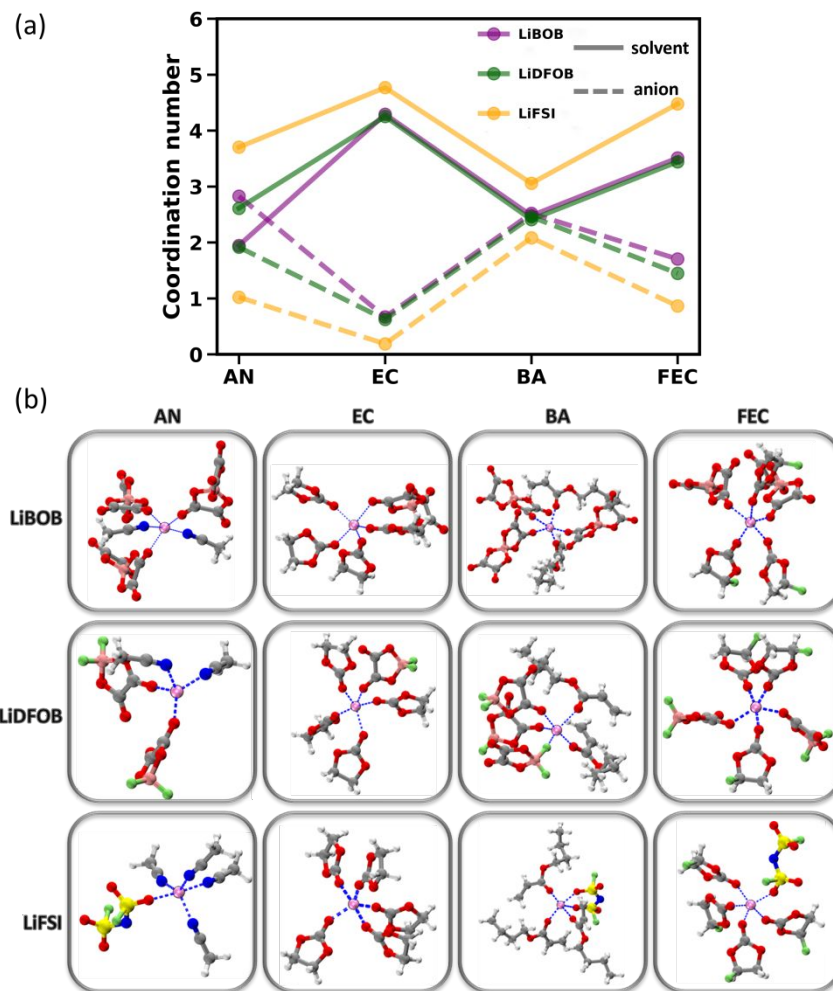 (a)
Coordination number
6
5
4
3
2
1
0
LiBOB
LiDFOB
LiFSI
solvent
anion
AN EC BA FEC
(b)
AN EC BA FEC
LiBOB
LiDFOB
LiFSI